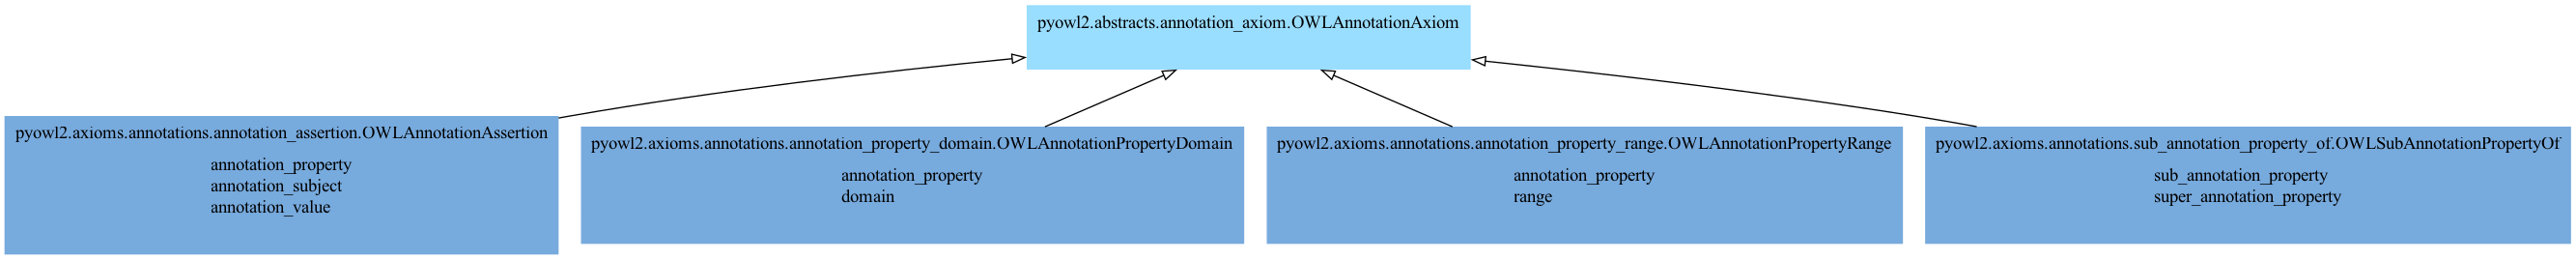 pyowl2.abstracts.annotation_axiom.OWLAnnotationAxiom
pyowl2.axioms.annotations.annotation_assertion.OWLAnnotationAssertion
annotation_property
annotation_subject
annotation_value
pyowl2.axioms.annotations.annotation_property_domain.OWLAnnotationPropertyDomain
annotation_property
domain
pyowl2.axioms.annotations.annotation_property_range.OWLAnnotationPropertyRange
annotation_property
range
pyowl2.axioms.annotations.sub_annotation_property_of.OWLSubAnnotationPropertyOf
sub_annotation_property
super_annotation_property